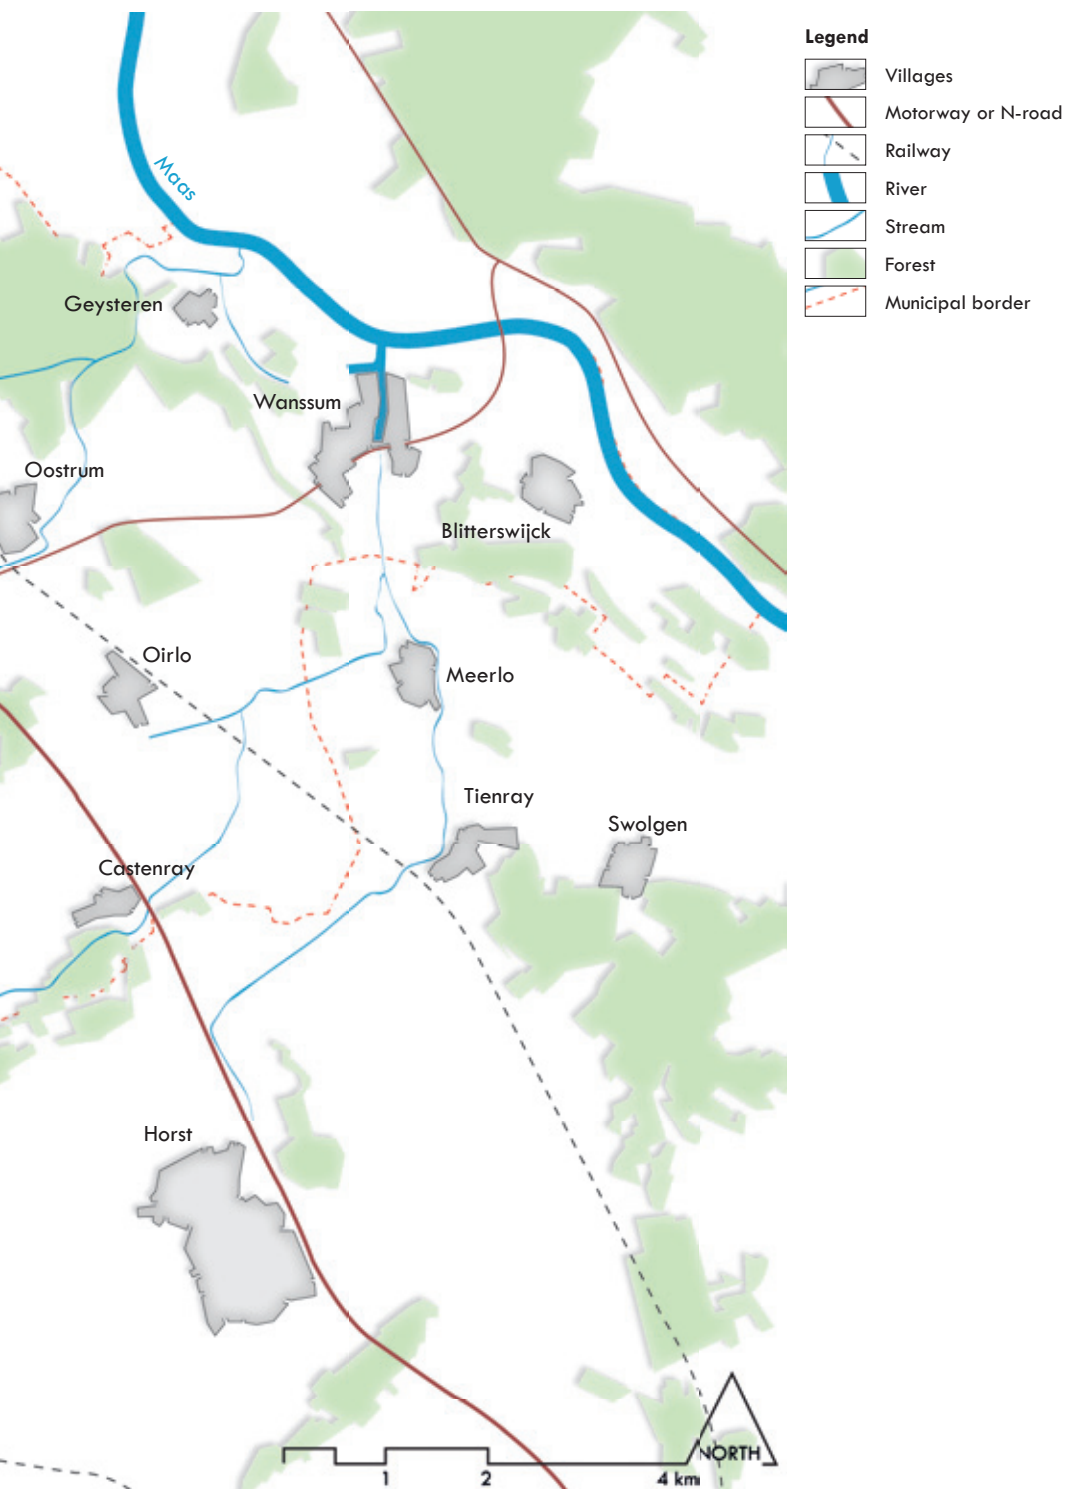 Legend
Villages
Motorway or N-road
Railway
River
Stream
Forest
Municipal border
Maas
Geysteren
Wanssum
Oostrum
Blitterswijck
Oirlo
Meerlo
Tienray
Swolgen
Castenray
Horst
NORTH
1 2 4 km